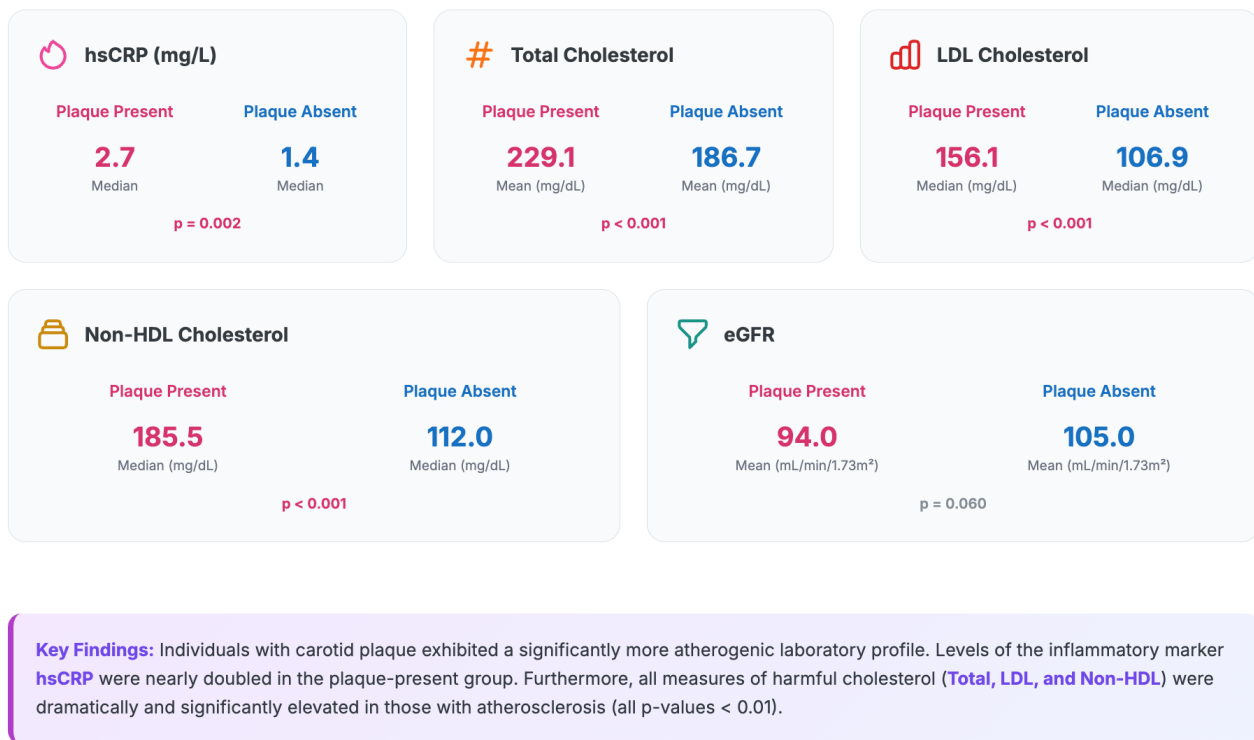 hsCRP (mg/L)
Plaque Present
Plaque Absent
2.7
1.4
Median
Median
p = 0.002
Total Cholesterol
Plaque Present
Plaque Absent
229.1
186.7
Mean (mg/dL)
Mean (mg/dL)
p < 0.001
LDL Cholesterol
Plaque Present
Plaque Absent
156.1
106.9
Median (mg/dL)
Median (mg/dL)
p < 0.001
Non-HDL Cholesterol
Plaque Present
Plaque Absent
185.5
112.0
Median (mg/dL)
Median (mg/dL)
p < 0.001
eGFR
Plaque Present
Plaque Absent
94.0
105.0
Mean (mL/min/1.73m²)
Mean (mL/min/1.73m²)
p = 0.060
Key Findings: Individuals with carotid plaque exhibited a significantly more atherogenic laboratory profile. Levels of the inflammatory marker
hsCRP were nearly doubled in the plaque-present group. Furthermore, all measures of harmful cholesterol (Total, LDL, and Non-HDL) were
dramatically and significantly elevated in those with atherosclerosis (all p-values < 0.01).